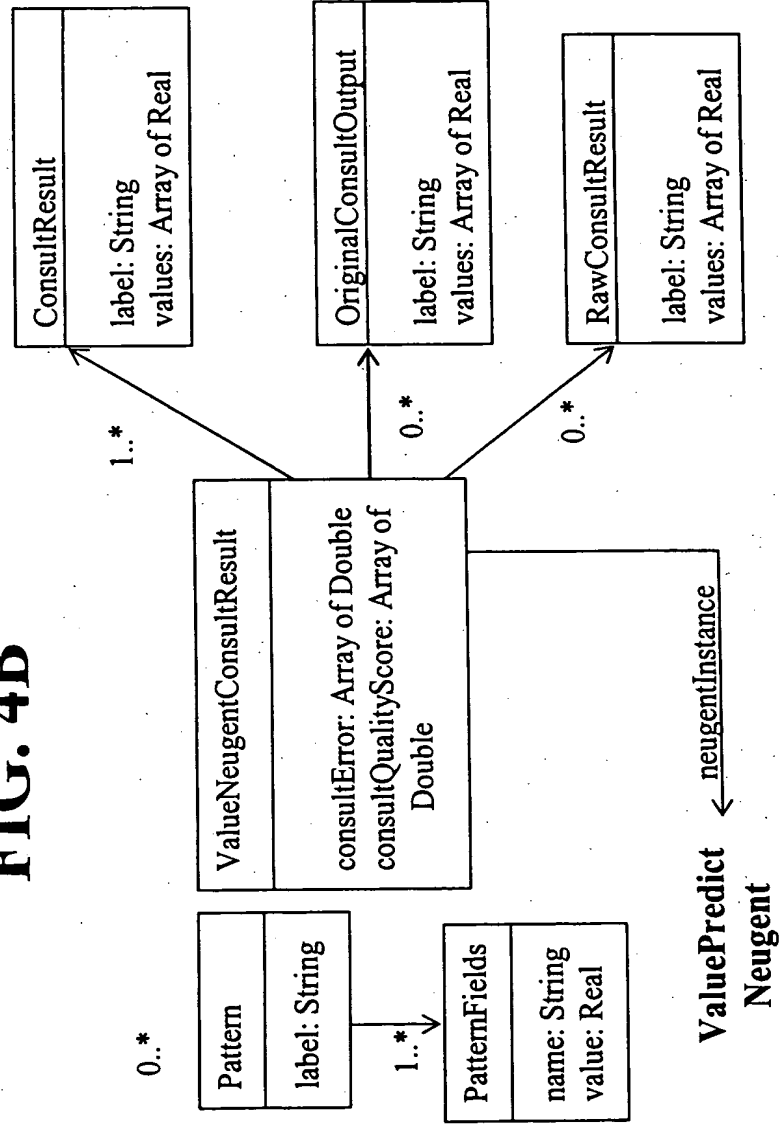 FIG.
0..*
Pattern
label: String
1..*
PatternFields
name: String
value: Real
ValueNeugentConsultResult
consultError: Array of Double
consultQualityScore: Array of
Double
1..*
0..*
0..*
ConsultResult
label: String
values: Array of Real
OriginalConsultOutput
label: String
values: Array of Real
RawConsultResult
label: String
values: Array of Real
neugentInstance
ValuePredict
Neugent